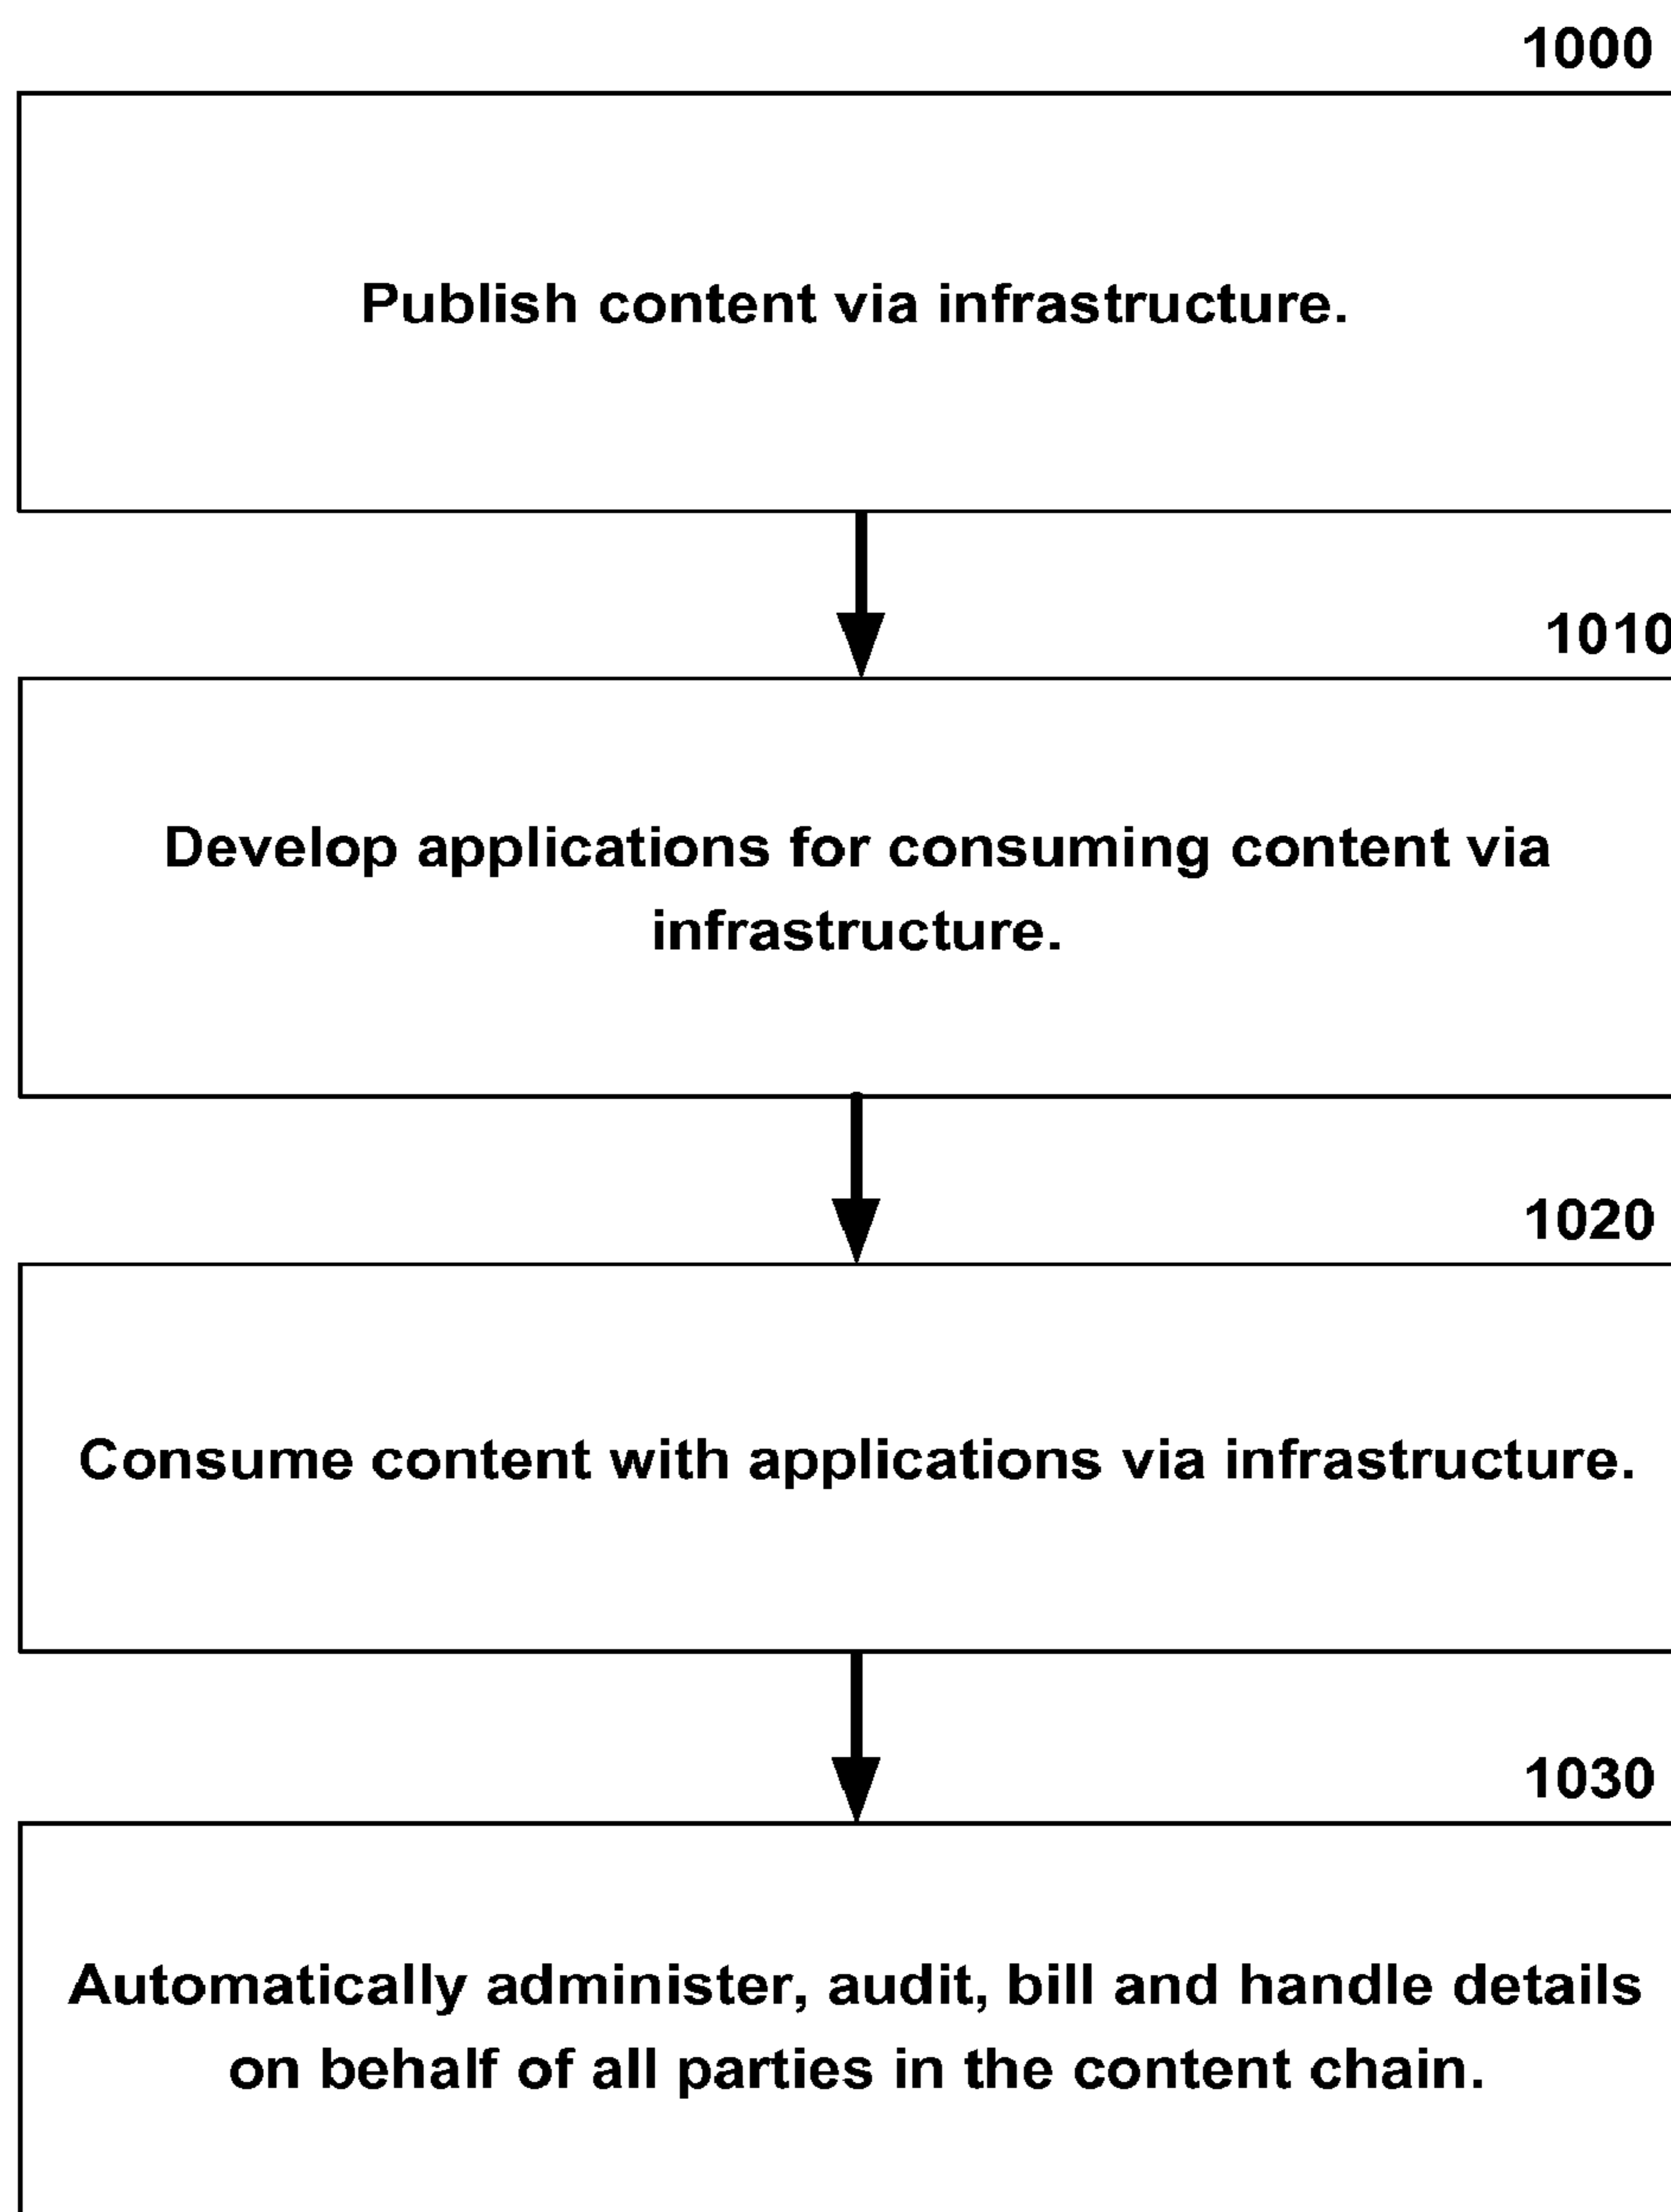 1000
Publish content via infrastructure.
1010
Develop applications for consuming content via
infrastructure.
1020
Consume content with applications via infrastructure.
1030
Automatically administer, audit, bill and handle details
on behalf of all parties in the content chain.